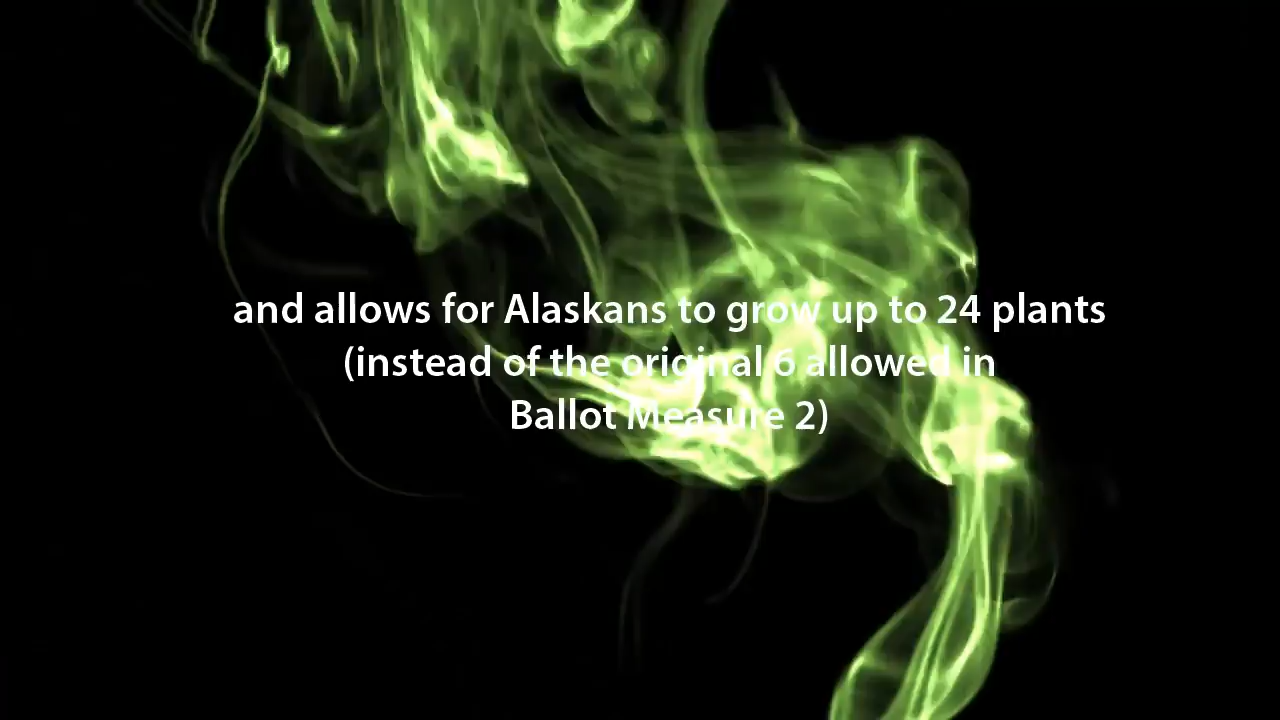 and allows for Alaskans to grow up to 24 plants
(instead of the original 6 allowed in
Ballot Measure 2)